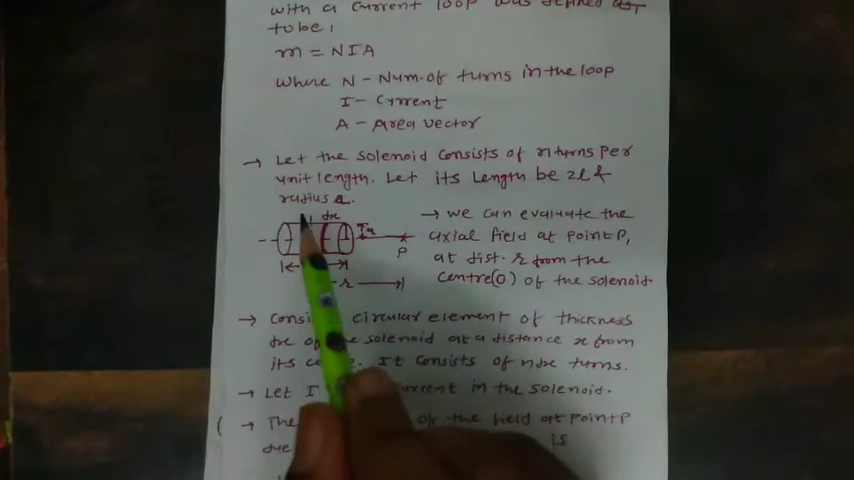 with a current loop was defined
to be,
m = NIA
where N - Num. of turns in the loop
I - Current
A - Area vector
→ Let the solenoid consists of n turns per
unit length. Let its length be 2l &
radius a.
dx
P
r
→ we can evaluate the
axial field at point P,
at dist. r from the
centre(O) of the solenoid.
→ circular element of thickness
dx of solenoid at a distance x from
its . It consists of ndx turns.
→ Let I in the solenoid.
→ The of the field at point P
due is